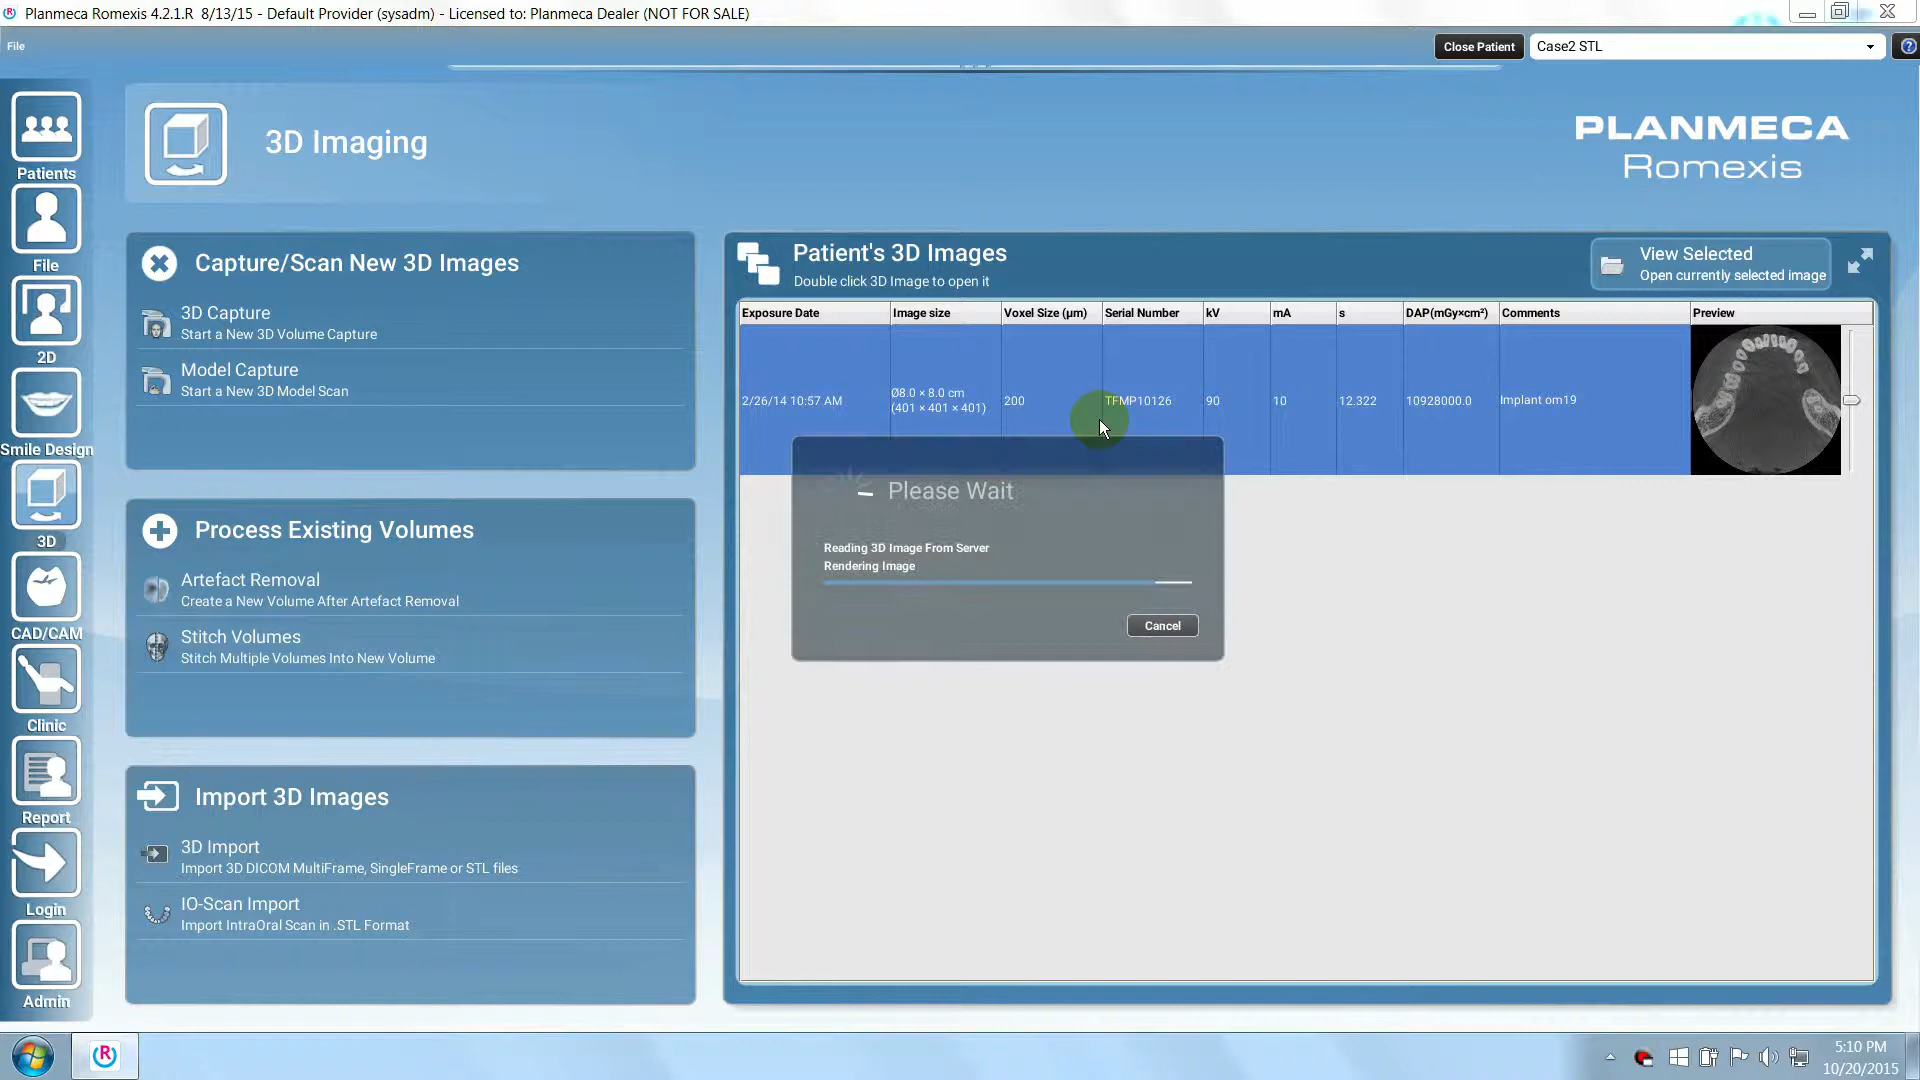 Planmeca Romexis 4.2.1.R  8/13/15 - Default Provider (sysadm) - Licensed to: Planmeca Dealer (NOT FOR SALE)
File
Close Patient
Case2 STL
3D Imaging
PLANMECA
Romexis
Patients
File
2D
Smile Design
3D
CAD/CAM
Clinic
Report
Login
Admin
Capture/Scan New 3D Images
3D Capture
Start a New 3D Volume Capture
Model Capture
Start a New 3D Model Scan
Process Existing Volumes
Artefact Removal
Create a New Volume After Artefact Removal
Stitch Volumes
Stitch Multiple Volumes Into New Volume
Import 3D Images
3D Import
Import 3D DICOM MultiFrame, SingleFrame or STL files
IO-Scan Import
Import IntraOral Scan in .STL Format
Patient's 3D Images
Double click 3D Image to open it
View Selected
Open currently selected image
Exposure Date Image size Voxel Size (µm) Serial Number kV mA s DAP(mGy×cm²) Comments Preview
2/26/14 10:57 AM Ø8.0 × 8.0 cm 200 TFMP10126 90 10 12.322 10928000.0 Implant om19
(401 × 401 × 401)
Please Wait
Reading 3D Image From Server
Rendering Image
Cancel
5:10 PM
10/20/2015